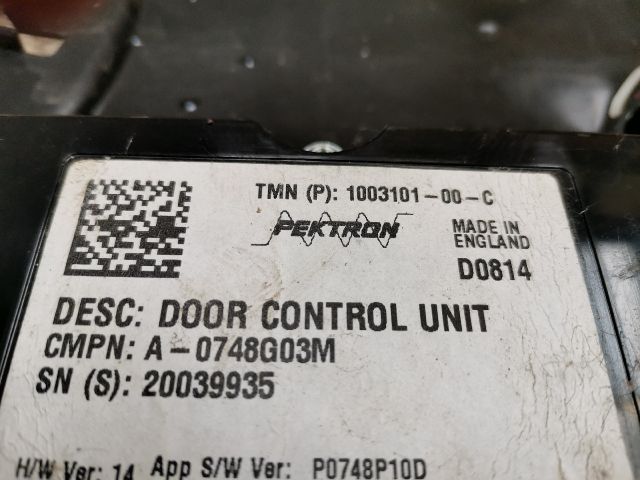 TMN (P): 1003101-00-C
PEKTRON
MADE IN
ENGLAND
D0814
DESC: DOOR CONTROL UNIT
CMPN: A-0748G03M
SN (S): 20039935
H/W Ver: 14 App S/W Ver: P0748P10D